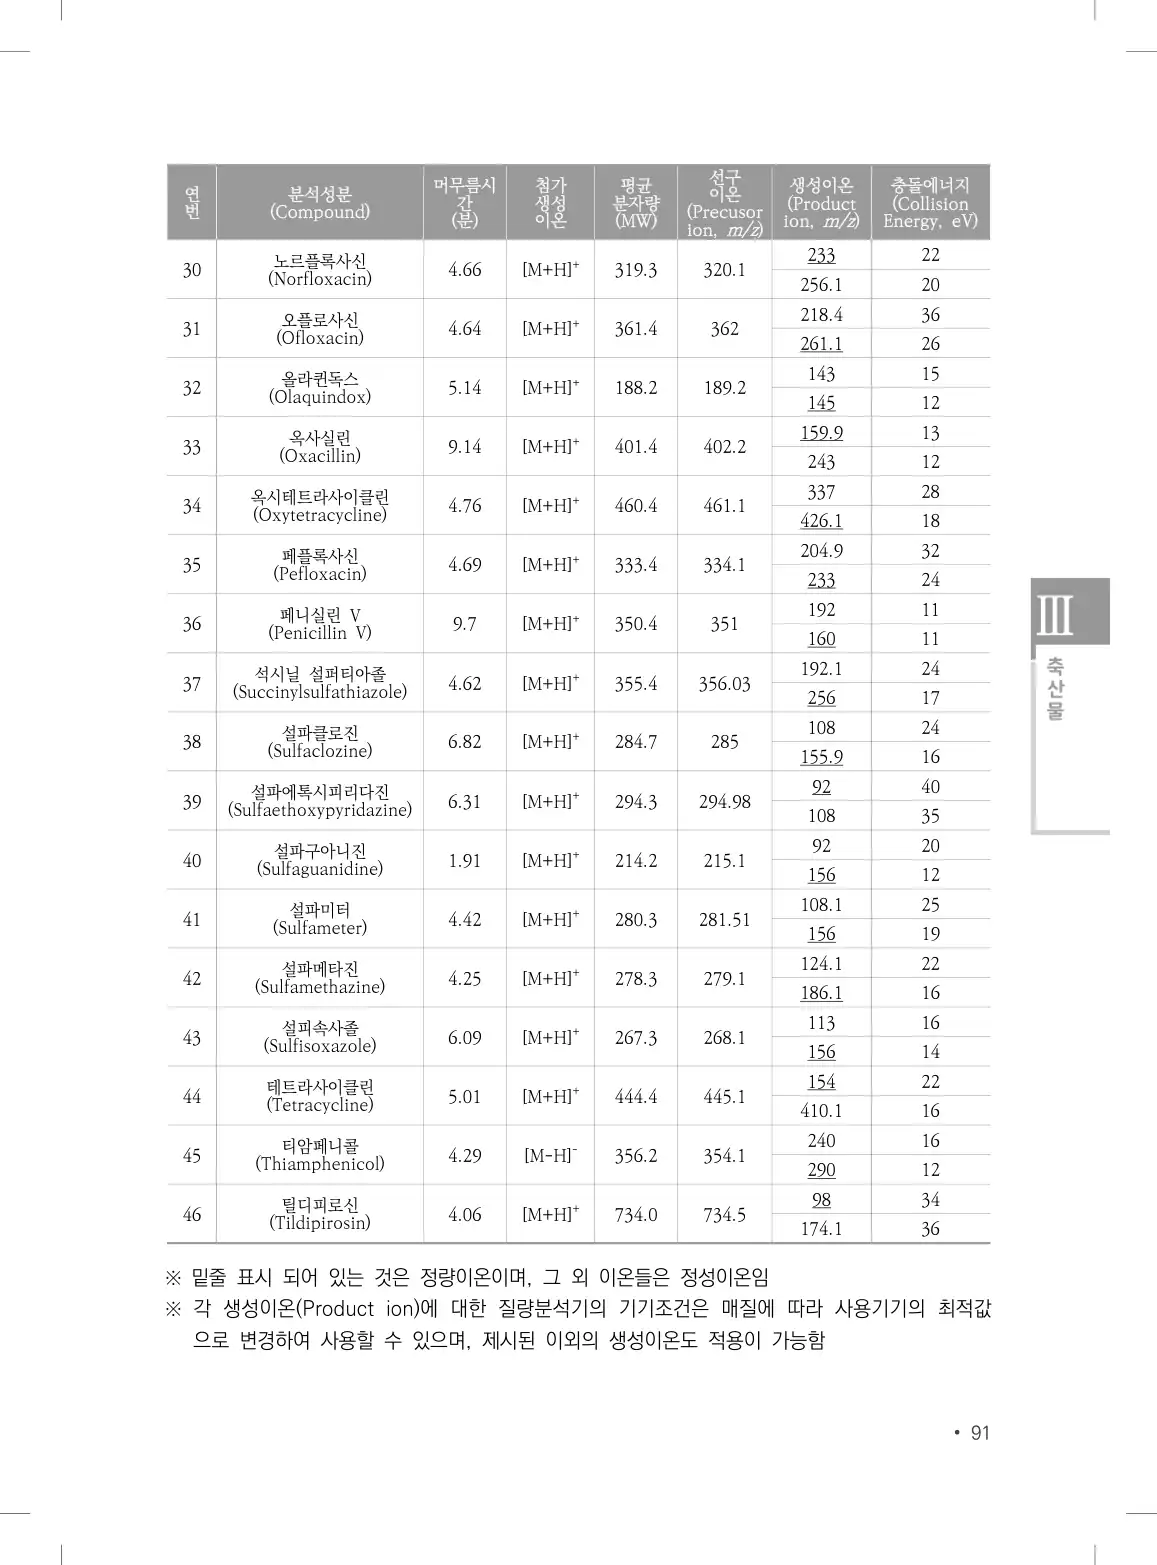 연번 분석성분 (Compound) 머무름시간 (분) 첨가 생성 이온 평균 분자량 (MW) 선구 이온 (Precusor ion, m/z) 생성이온 (Product ion, m/z) 충돌에너지 (Collision Energy, eV)
30 노르플록사신 (Norfloxacin) 4.66 [M+H]+ 319.3 320.1 233 22
256.1 20
31 오플로사신 (Ofloxacin) 4.64 [M+H]+ 361.4 362 218.4 36
261.1 26
32 올라퀸독스 (Olaquindox) 5.14 [M+H]+ 188.2 189.2 143 15
145 12
33 옥사실린 (Oxacillin) 9.14 [M+H]+ 401.4 402.2 159.9 13
243 12
34 옥시테트라사이클린 (Oxytetracycline) 4.76 [M+H]+ 460.4 461.1 337 28
426.1 18
35 페플록사신 (Pefloxacin) 4.69 [M+H]+ 333.4 334.1 204.9 32
233 24
36 페니실린 V (Penicillin V) 9.7 [M+H]+ 350.4 351 192 11
160 11
37 석시닐 설퍼티아졸 (Succinylsulfathiazole) 4.62 [M+H]+ 355.4 356.03 192.1 24
256 17
38 설파클로진 (Sulfaclozine) 6.82 [M+H]+ 284.7 285 108 24
155.9 16
39 설파에톡시피리다진 (Sulfaethoxypyridazine) 6.31 [M+H]+ 294.3 294.98 92 40
108 35
40 설파구아니진 (Sulfaguanidine) 1.91 [M+H]+ 214.2 215.1 92 20
156 12
41 설파미터 (Sulfameter) 4.42 [M+H]+ 280.3 281.51 108.1 25
156 19
42 설파메타진 (Sulfamethazine) 4.25 [M+H]+ 278.3 279.1 124.1 22
186.1 16
43 설피속사졸 (Sulfisoxazole) 6.09 [M+H]+ 267.3 268.1 113 16
156 14
44 테트라사이클린 (Tetracycline) 5.01 [M+H]+ 444.4 445.1 154 22
410.1 16
45 티암페니콜 (Thiamphenicol) 4.29 [M-H]- 356.2 354.1 240 16
290 12
46 틸디피로신 (Tildipirosin) 4.06 [M+H]+ 734.0 734.5 98 34
174.1 36
※ 밑줄 표시 되어 있는 것은 정량이온이며, 그 외 이온들은 정성이온임
※ 각 생성이온(Product ion)에 대한 질량분석기의 기기조건은 매질에 따라 사용기기의 최적값
으로 변경하여 사용할 수 있으며, 제시된 이외의 생성이온도 적용이 가능함
Ⅲ
축산물
• 91